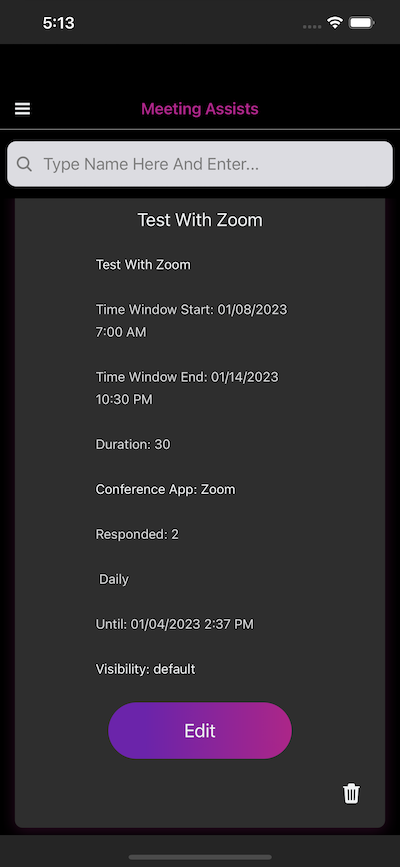 5:13
Meeting Assists
Type Name Here And Enter...
Test With Zoom
Test With Zoom
Time Window Start: 01/08/2023
7:00 AM
Time Window End: 01/14/2023
10:30 PM
Duration: 30
Conference App: Zoom
Responded: 2
Daily
Until: 01/04/2023 2:37 PM
Visibility: default
Edit